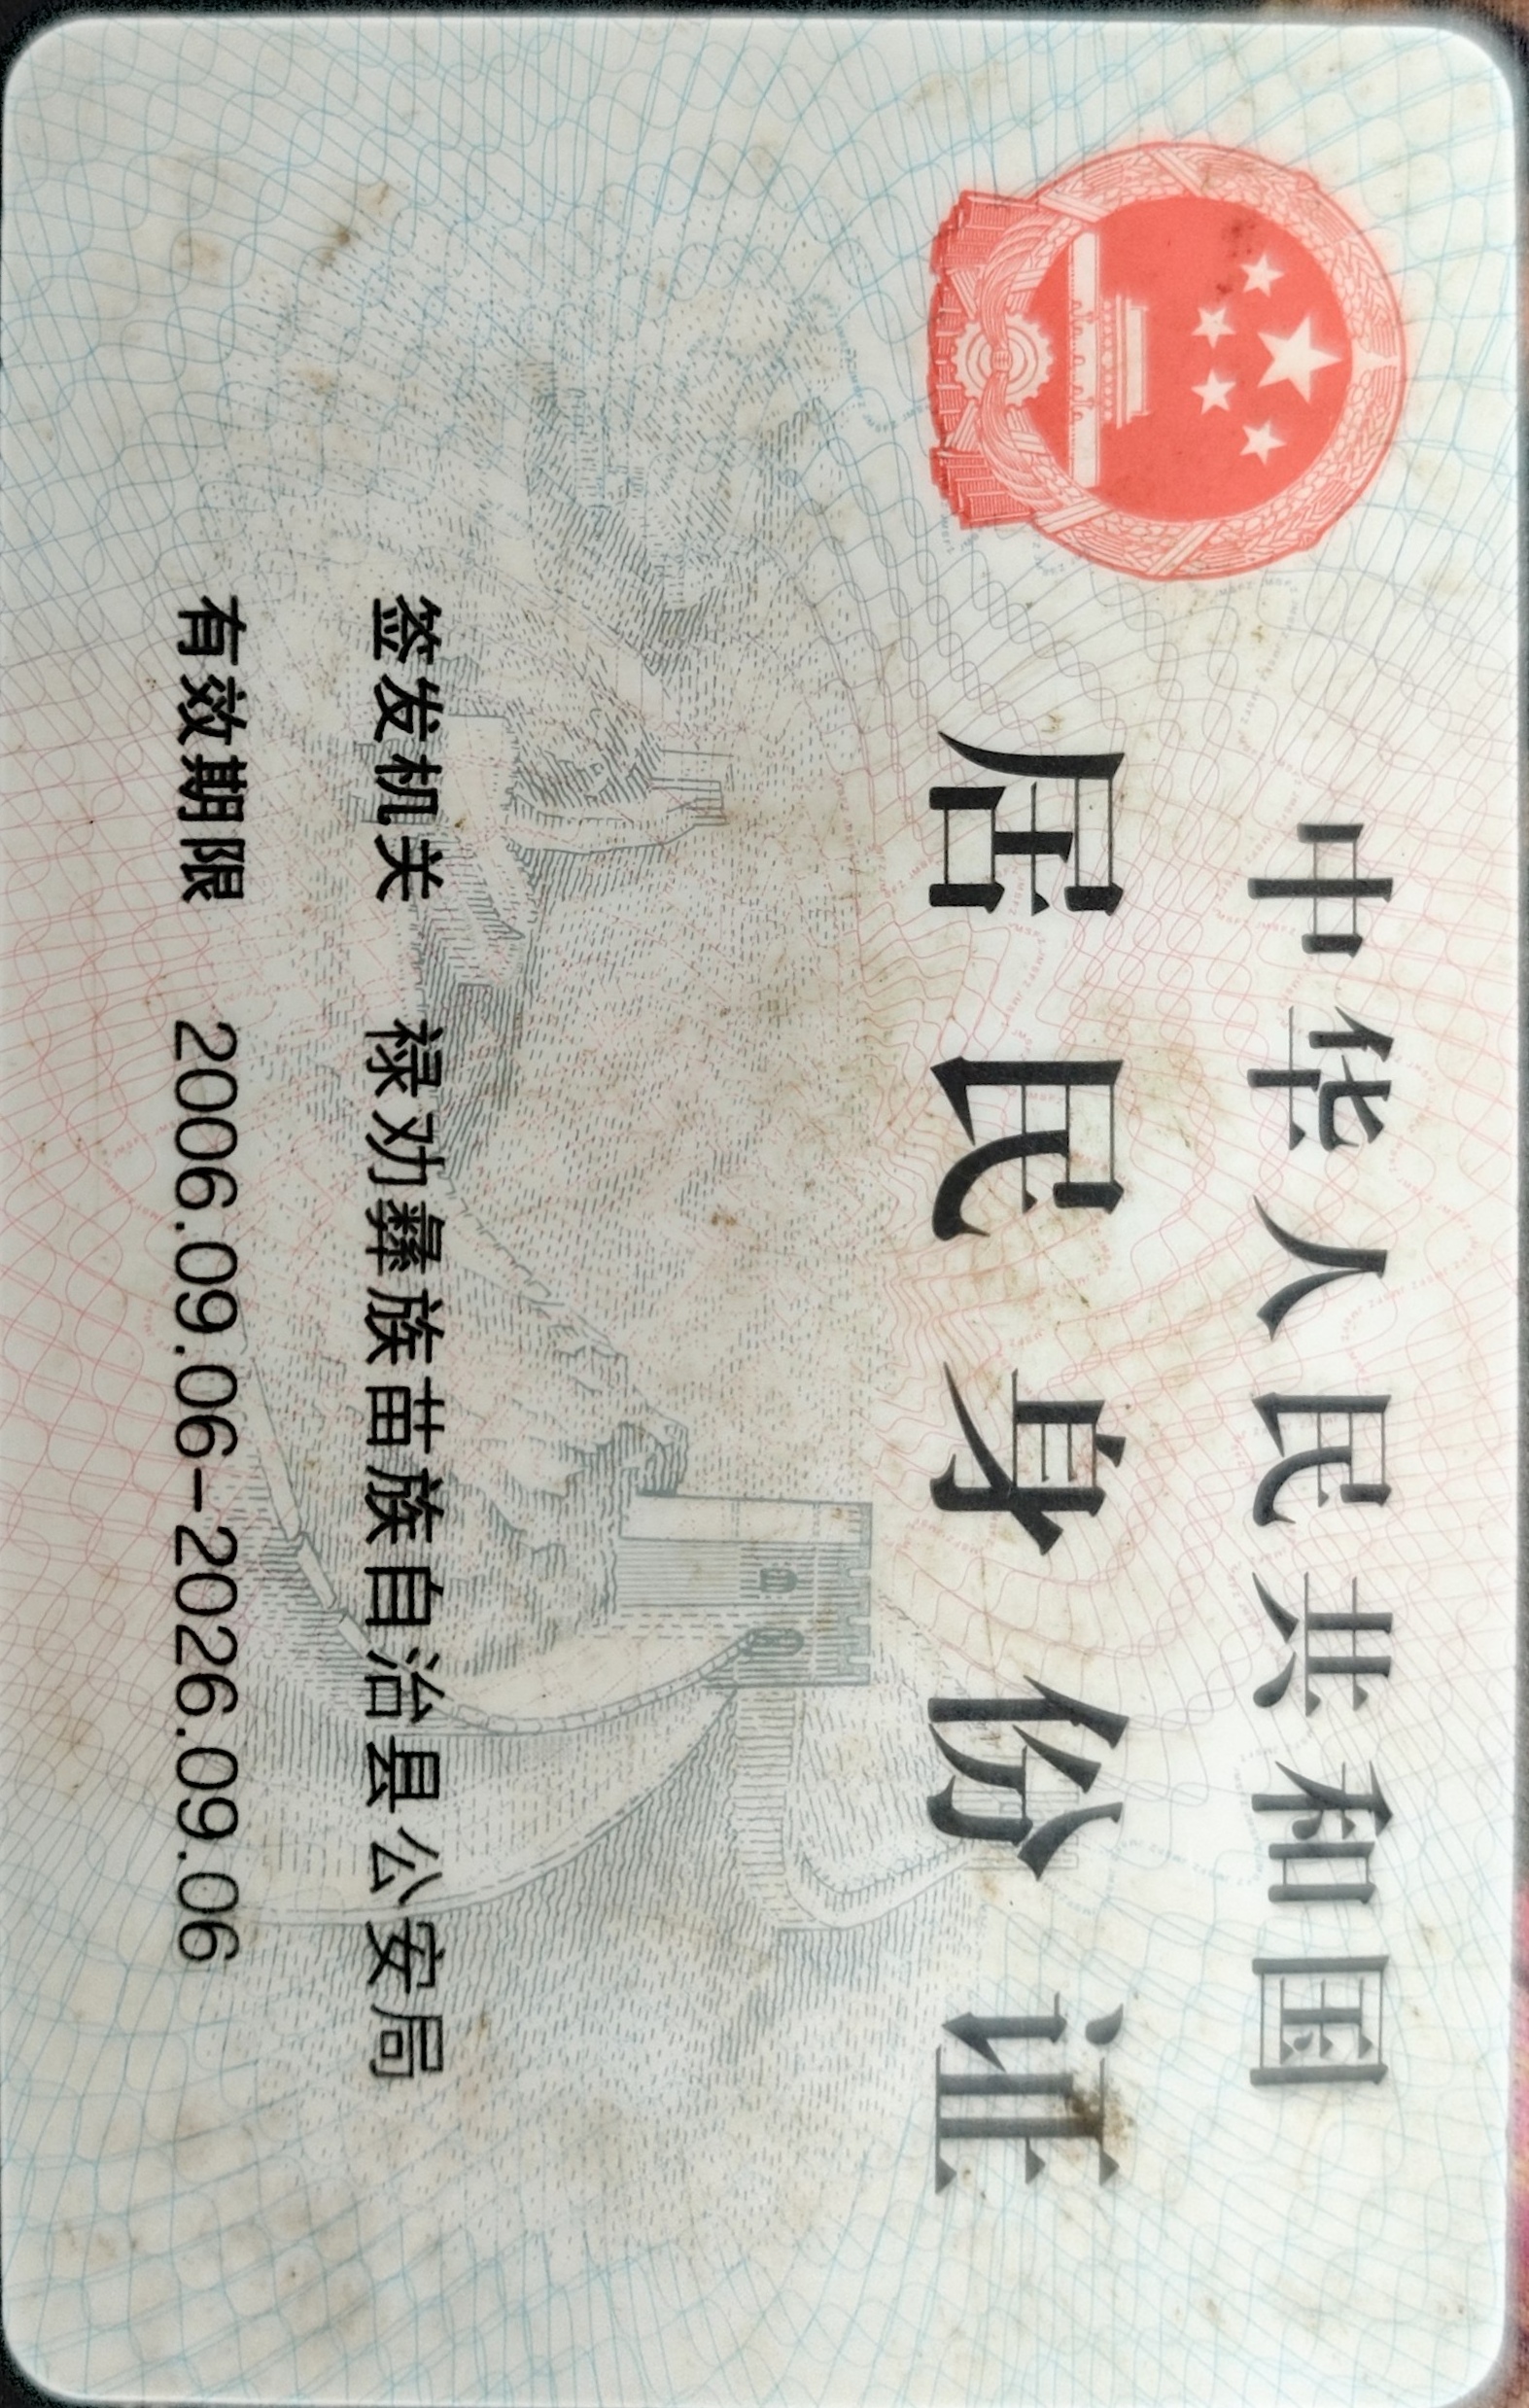 中华人民共和国
居民身份证
签发机关 禄劝彝族苗族自治县公安局
有效期限 2006.09.06-2026.09.06